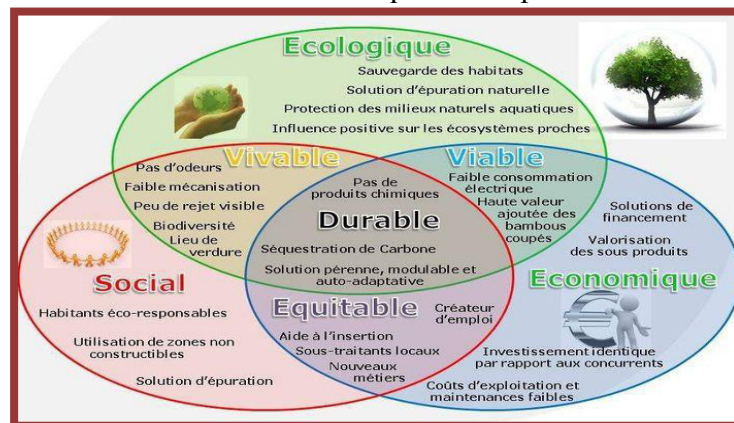 Ecologique
Sauvegarde des habitats
Solution d'épuration naturelle
Protection des milieux naturels aquatiques
Influence positive sur les écosystèmes proches
Vivable
Pas d'odeurs
Faible mécanisation
Peu de rejet visible
Biodiversité
Lieu de
verdure
Viable
Faible consommation
électrique
Haute valeur
ajoutée des
bambous
coupés
Pas de
produits chimiques
Durable
Séquestration de Carbone
Solution pérenne, modulable et
auto-adaptative
Solutions de
financement
Valorisation
des sous produits
Social
Habitants éco-responsables
Utilisation de zones non
constructibles
Solution d'épuration
Equitable
Créateur
d'emploi
Aide à l'insertion
Sous-traitants locaux
Nouveaux
métiers
Economique
Investissement identique
par rapport aux concurrents
Coûts d'exploitation et
maintenances faibles